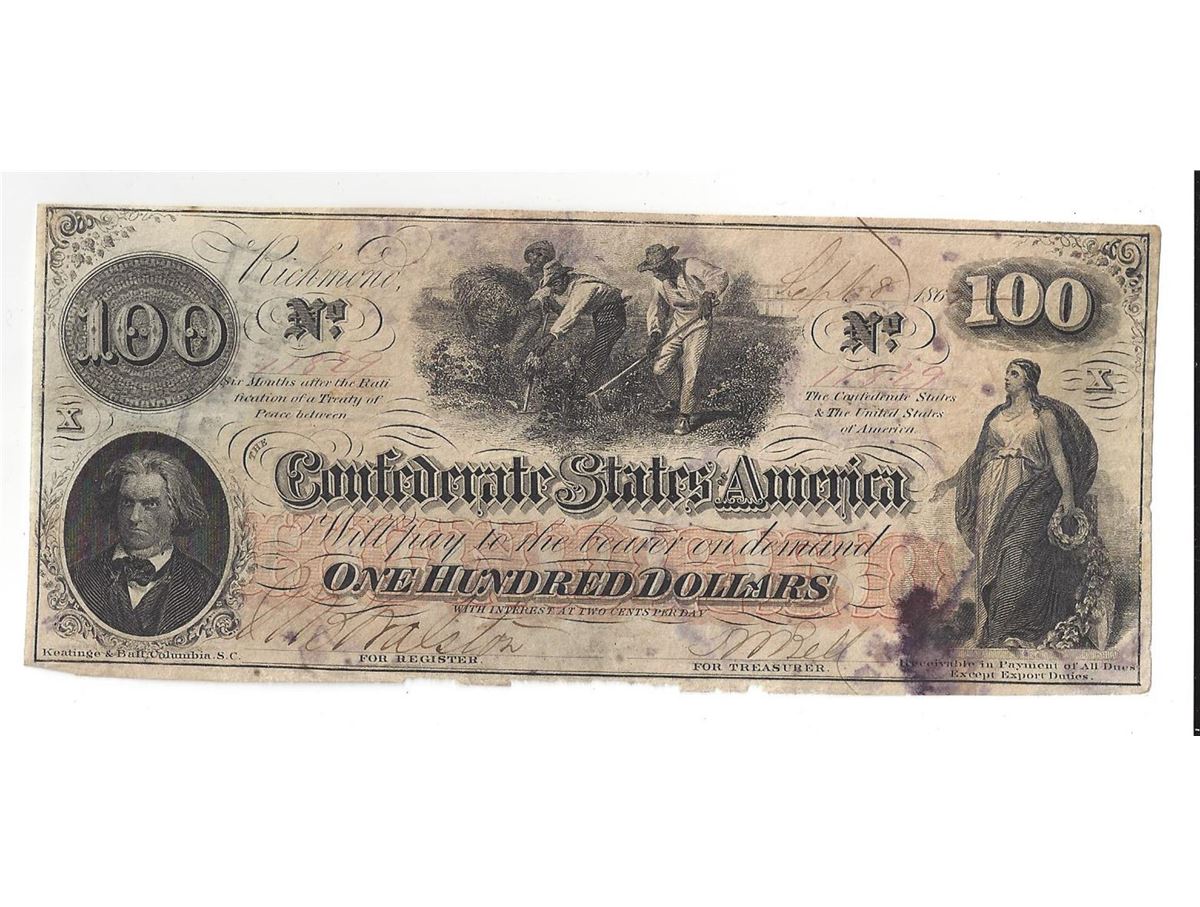 Richmond,
Sept 8 186
100
Nº
Nº
100
11529
Six Months after the Rati
fication of a Treaty of
Peace between
The Confederate States
& The United States
of America.
X
X
THE
Confederate States America
Will pay to the bearer on demand
ONE HUNDRED DOLLARS
WITH INTEREST AT TWO CENTS PER DAY
Keatinge & Ball, Columbia. S.C.
FOR REGISTER.
FOR TREASURER.
Receivable in Payment of All Dues
Except Export Duties.